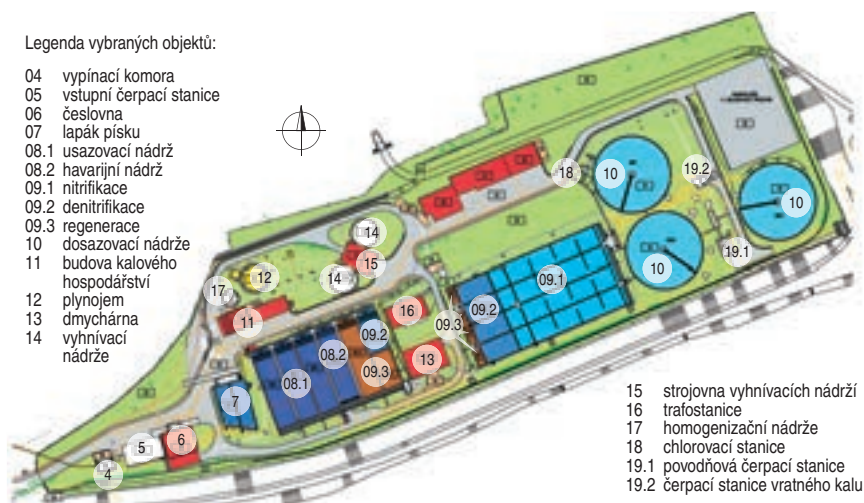 Legenda vybraných objektů:
04 vypínací komora
05 vstupní čerpací stanice
06 česlovna
07 lapák písku
08.1 usazovací nádrž
08.2 havarijní nádrž
09.1 nitrifikace
09.2 denitrifikace
09.3 regenerace
10 dosazovací nádrže
11 budova kalového
hospodářství
12 plynojem
13 dmychárna
14 vyhnívací
nádrže
18
10
19.2
10
14
15
10
19.1
12
14
17
09.1
16
09.3
09.2
11
09.2
08.2
13
08.1
09.3
7
6
5
4
15 strojovna vyhnívacích nádrží
16 trafostanice
17 homogenizační nádrže
18 chlorovací stanice
19.1 povodňová čerpací stanice
19.2 čerpací stanice vratného kalu